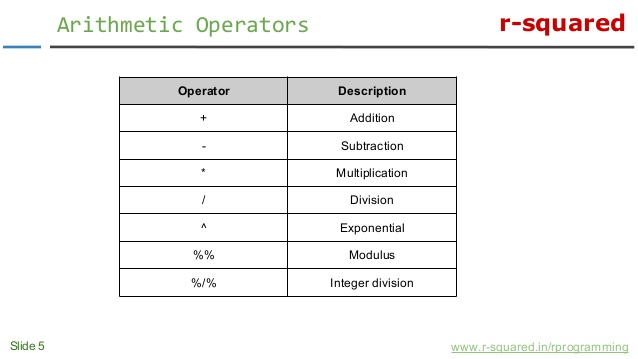 Arithmetic Operators
r-squared
Operator Description
+ Addition
- Subtraction
* Multiplication
/ Division
^ Exponential
%% Modulus
%/% Integer division
Slide 5
www.r-squared.in/rprogramming